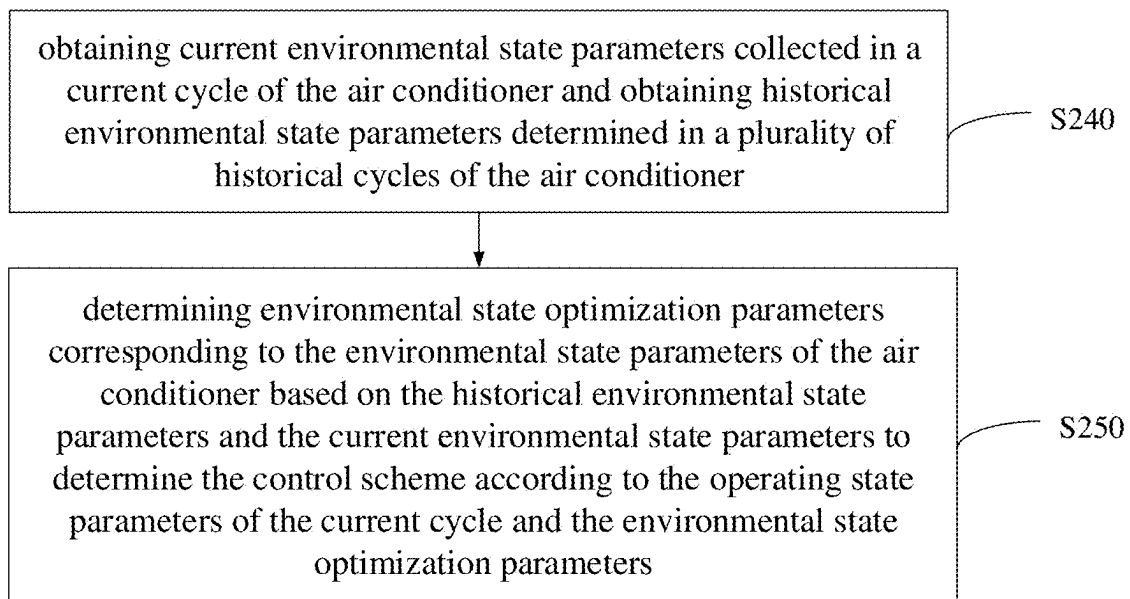 obtaining current environmental state parameters collected in a
current cycle of the air conditioner and obtaining historical
environmental state parameters determined in a plurality of
historical cycles of the air conditioner
S240
determining environmental state optimization parameters
corresponding to the environmental state parameters of the air
conditioner based on the historical environmental state
parameters and the current environmental state parameters to
determine the control scheme according to the operating state
parameters of the current cycle and the environmental state
optimization parameters
S250